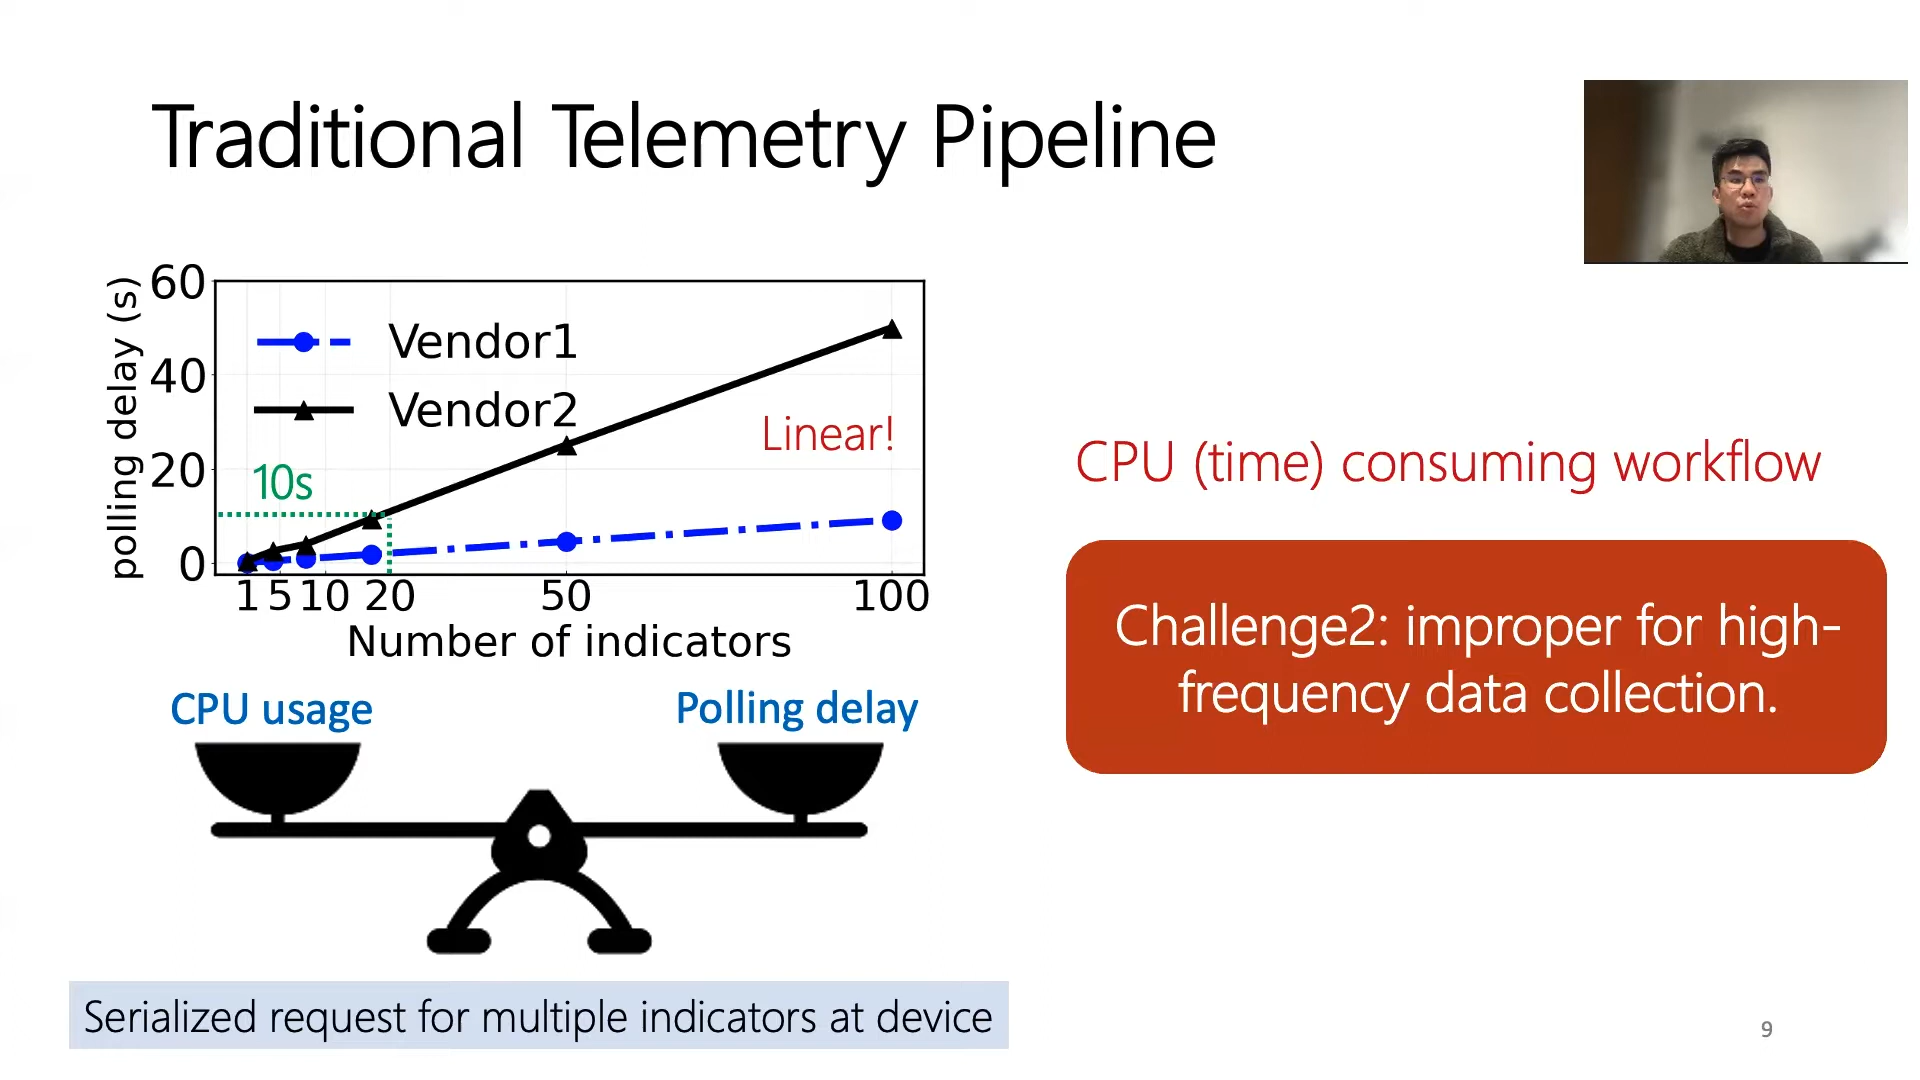 Traditional Telemetry Pipeline
polling delay (s)
60
40
20
0
Vendor1
Vendor2
Linear!
10s
1 5 10 20 50 100
Number of indicators
CPU usage
Polling delay
Serialized request for multiple indicators at device
CPU (time) consuming workflow
Challenge2: improper for high-
frequency data collection.
9